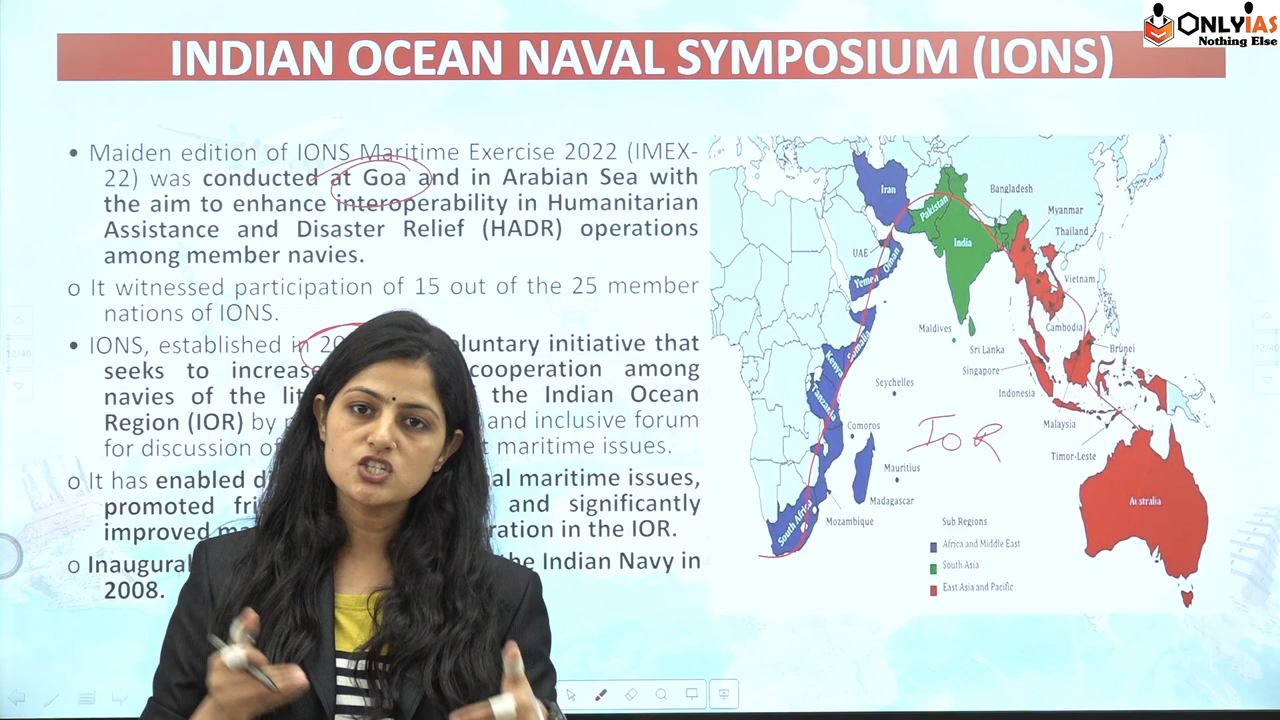 ONLYIAS
Nothing Else
INDIAN OCEAN NAVAL SYMPOSIUM (IONS)
• Maiden edition of IONS Maritime Exercise 2022 (IMEX-
22) was conducted at Goa and in Arabian Sea with
the aim to enhance interoperability in Humanitarian
Assistance and Disaster Relief (HADR) operations
among member navies.
o It witnessed participation of 15 out of the 25 member
nations of IONS.
• IONS, established in voluntary initiative that
seeks to increase cooperation among
navies of the the Indian Ocean
Region (IOR) by and inclusive forum
for discussion of maritime issues.
o It has enabled maritime issues,
promoted and significantly
improved in the IOR.
o the Indian Navy in
2008.
Iran
Pakistan
India
Bangladesh
Myanmar
Thailand
UAE
Oman
Yemen
Vietnam
Maldives
Cambodia
Sri Lanka
Brunei
Singapore
Somalia
Kenya
Seychelles
Indonesia
Tanzania
Comoros
IOR
Malaysia
Timor-Leste
Mauritius
Madagascar
Australia
South Africa
Mozambique
Sub Regions
Africa and Middle East
South Asia
East Asia and Pacific
12/40
12/40